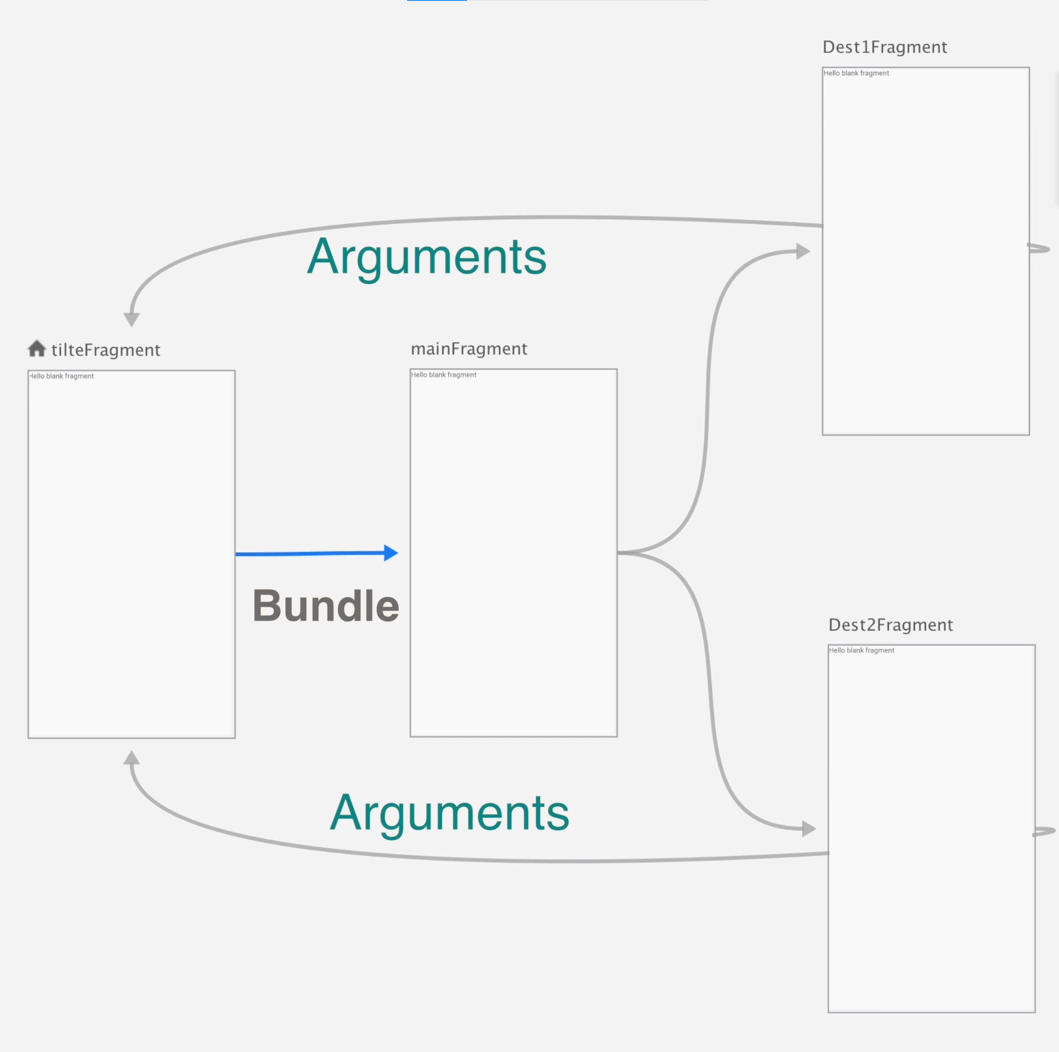 Dest1Fragment
Hello blank fragment
Arguments
tilteFragment
Hello blank fragment
mainFragment
Hello blank fragment
Bundle
Dest2Fragment
Hello blank fragment
Arguments